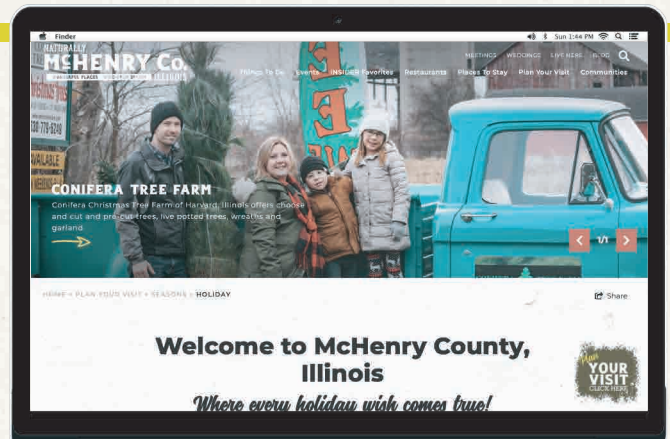 Finder
Sun 1:44 PM
NATURALLY
MCHENRY CO.
ILLINOIS
MEETINGS WEDDINGS LIVE HERE BLOG
Things To Do Events INSIDER Favorites Restaurants Places To Stay Plan Your Visit Communities
AVAILABLE
CONIFERA TREE FARM
Conifera Christmas Tree Farm of Harvard, Illinois offers choose
and cut and pre-cut trees, live potted trees, wreaths and
garland.
1/1
HOME » PLAN YOUR VISIT » SEASONS » HOLIDAY
Share
Welcome to McHenry County,
Illinois
Where every holiday wish comes true!
Plan
YOUR
VISIT
CLICK HERE